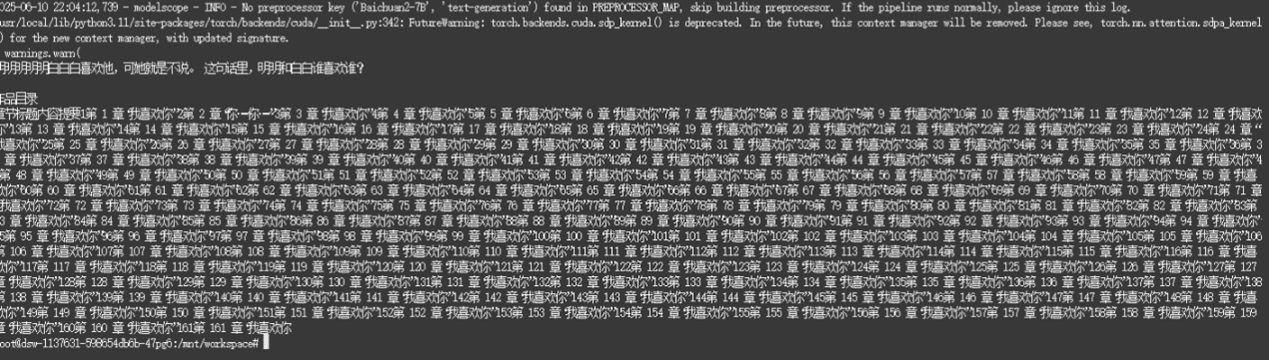 025-06-10 22:04:12,739 - modelscope - INFO - No preprocessor key ('Baichuan2-7B', 'text-generation') found in PREPROCESSOR_MAP, skip building preprocessor. If the pipeline runs normally, please ignore this log.
usr/local/lib/python3.11/site-packages/torch/backends/cuda/__init__.py:342: FutureWarning: torch.backends.cuda.sdp_kernel() is deprecated. In the future, this context manager will be removed. Please see, torch.nn.attention.sdpa_kernel
) for the new context manager, with updated signature.
warnings.warn(
明明明明明白白白喜欢他，可她就是不说。 这句话里，明明和白白谁喜欢谁？
作品目录
章节标题内容提要1第 1 章 “我喜欢你”2第 2 章 “你--你--”3第 3 章 “我喜欢你”4第 4 章 “我喜欢你”5第 5 章 “我喜欢你”6第 6 章 “我喜欢你”7第 7 章 “我喜欢你”8第 8 章 “我喜欢你”9第 9 章 “我喜欢你”10第 10 章 “我喜欢你”11第 11 章 “我喜欢你”12第 12 章 “我喜欢
你”13第 13 章 “我喜欢你”14第 14 章 “我喜欢你”15第 15 章 “我喜欢你”16第 16 章 “我喜欢你”17第 17 章 “我喜欢你”18第 18 章 “我喜欢你”19第 19 章 “我喜欢你”20第 20 章 “我喜欢你”21第 21 章 “我喜欢你”22第 22 章 “我喜欢你”23第 23 章 “我喜欢你”24第 24 章 “
我喜欢你”25第 25 章 “我喜欢你”26第 26 章 “我喜欢你”27第 27 章 “我喜欢你”28第 28 章 “我喜欢你”29第 29 章 “我喜欢你”30第 30 章 “我喜欢你”31第 31 章 “我喜欢你”32第 32 章 “我喜欢你”33第 33 章 “我喜欢你”34第 34 章 “我喜欢你”35第 35 章 “我喜欢你”36第 3
章 “我喜欢你”37第 37 章 “我喜欢你”38第 38 章 “我喜欢你”39第 39 章 “我喜欢你”40第 40 章 “我喜欢你”41第 41 章 “我喜欢你”42第 42 章 “我喜欢你”43第 43 章 “我喜欢你”44第 44 章 “我喜欢你”45第 45 章 “我喜欢你”46第 46 章 “我喜欢你”47第 47 章 “我喜欢你”4
第 48 章 “我喜欢你”49第 49 章 “我喜欢你”50第 50 章 “我喜欢你”51第 51 章 “我喜欢你”52第 52 章 “我喜欢你”53第 53 章 “我喜欢你”54第 54 章 “我喜欢你”55第 55 章 “我喜欢你”56第 56 章 “我喜欢你”57第 57 章 “我喜欢你”58第 58 章 “我喜欢你”59第 59 章 “我喜
欢你”60第 60 章 “我喜欢你”61第 61 章 “我喜欢你”62第 62 章 “我喜欢你”63第 63 章 “我喜欢你”64第 64 章 “我喜欢你”65第 65 章 “我喜欢你”66第 66 章 “我喜欢你”67第 67 章 “我喜欢你”68第 68 章 “我喜欢你”69第 69 章 “我喜欢你”70第 70 章 “我喜欢你”71第 71 章
“我喜欢你”72第 72 章 “我喜欢你”73第 73 章 “我喜欢你”74第 74 章 “我喜欢你”75第 75 章 “我喜欢你”76第 76 章 “我喜欢你”77第 77 章 “我喜欢你”78第 78 章 “我喜欢你”79第 79 章 “我喜欢你”80第 80 章 “我喜欢你”81第 81 章 “我喜欢你”82第 82 章 “我喜欢你”83第
3 章 “我喜欢你”84第 84 章 “我喜欢你”85第 85 章 “我喜欢你”86第 86 章 “我喜欢你”87第 87 章 “我喜欢你”88第 88 章 “我喜欢你”89第 89 章 “我喜欢你”90第 90 章 “我喜欢你”91第 91 章 “我喜欢你”92第 92 章 “我喜欢你”93第 93 章 “我喜欢你”94第 94 章 “我喜欢你”
5第 95 章 “我喜欢你”96第 96 章 “我喜欢你”97第 97 章 “我喜欢你”98第 98 章 “我喜欢你”99第 99 章 “我喜欢你”100第 100 章 “我喜欢你”101第 101 章 “我喜欢你”102第 102 章 “我喜欢你”103第 103 章 “我喜欢你”104第 104 章 “我喜欢你”105第 105 章 “我喜欢你”106
第 106 章 “我喜欢你”107第 107 章 “我喜欢你”108第 108 章 “我喜欢你”109第 109 章 “我喜欢你”110第 110 章 “我喜欢你”111第 111 章 “我喜欢你”112第 112 章 “我喜欢你”113第 113 章 “我喜欢你”114第 114 章 “我喜欢你”115第 115 章 “我喜欢你”116第 116 章 “我喜
欢你”117第 117 章 “我喜欢你”118第 118 章 “我喜欢你”119第 119 章 “我喜欢你”120第 120 章 “我喜欢你”121第 121 章 “我喜欢你”122第 122 章 “我喜欢你”123第 123 章 “我喜欢你”124第 124 章 “我喜欢你”125第 125 章 “我喜欢你”126第 126 章 “我喜欢你”127第 127
章 “我喜欢你”128第 128 章 “我喜欢你”129第 129 章 “我喜欢你”130第 130 章 “我喜欢你”131第 131 章 “我喜欢你”132第 132 章 “我喜欢你”133第 133 章 “我喜欢你”134第 134 章 “我喜欢你”135第 135 章 “我喜欢你”136第 136 章 “我喜欢你”137第 137 章 “我喜欢你”138
第 138 章 “我喜欢你”139第 139 章 “我喜欢你”140第 140 章 “我喜欢你”141第 141 章 “我喜欢你”142第 142 章 “我喜欢你”143第 143 章 “我喜欢你”144第 144 章 “我喜欢你”145第 145 章 “我喜欢你”146第 146 章 “我喜欢你”147第 147 章 “我喜欢你”148第 148 章 “我喜
欢你”149第 149 章 “我喜欢你”150第 150 章 “我喜欢你”151第 151 章 “我喜欢你”152第 152 章 “我喜欢你”153第 153 章 “我喜欢你”154第 154 章 “我喜欢你”155第 155 章 “我喜欢你”156第 156 章 “我喜欢你”157第 157 章 “我喜欢你”158第 158 章 “我喜欢你”159第 159
章 “我喜欢你”160第 160 章 “我喜欢你”161第 161 章 “我喜欢你
oot@dsw-1137631-598654db6b-47pg6:/mnt/workspace#